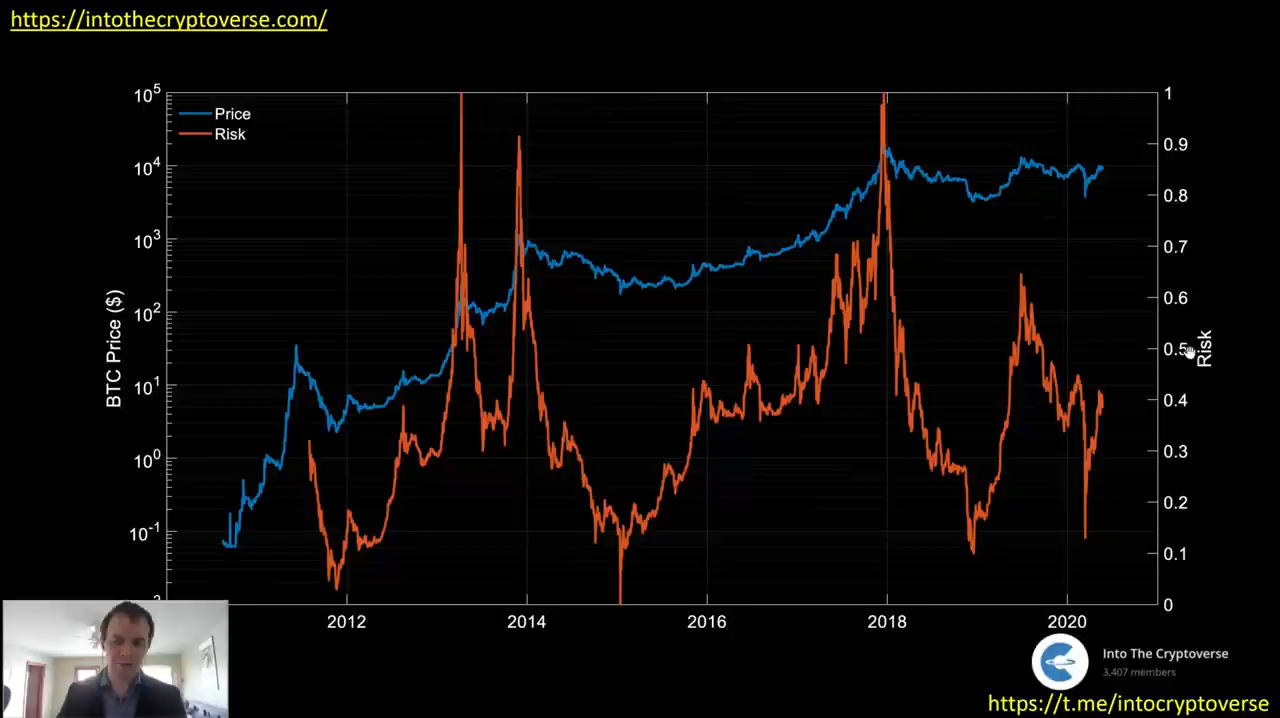 https://intothecryptoverse.com/
Price
Risk
10^5
10^4
10^3
10^2
10^1
10^0
10^-1
BTC Price ($)
1
0.9
0.8
0.7
0.6
0.5
0.4
0.3
0.2
0.1
0
Risk
2012
2014
2016
2018
2020
Into The Cryptoverse
3,407 members
https://t.me/intocryptoverse